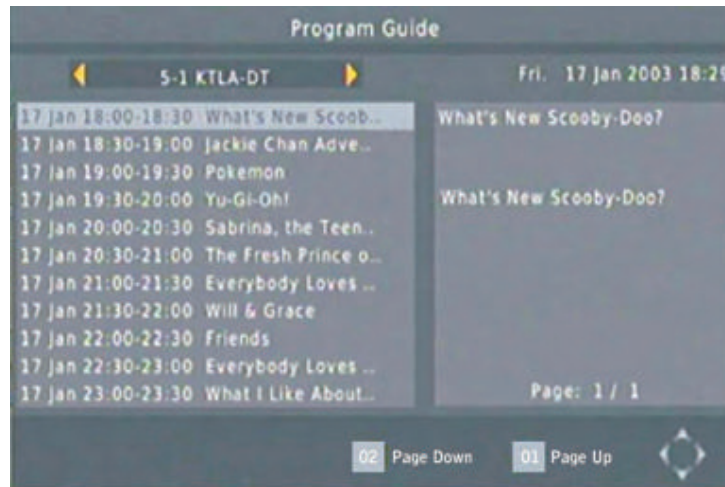 Program Guide
5-1 KTLA-DT
Fri. 17 Jan 2003 18:29
17 Jan 18:00-18:30 What's New Scoob..
17 Jan 18:30-19:00 Jackie Chan Adve..
17 Jan 19:00-19:30 Pokemon
17 Jan 19:30-20:00 Yu-Gi-Oh!
17 Jan 20:00-20:30 Sabrina, the Teen..
17 Jan 20:30-21:00 The Fresh Prince o..
17 Jan 21:00-21:30 Everybody Loves ..
17 Jan 21:30-22:00 Will & Grace
17 Jan 22:00-22:30 Friends
17 Jan 22:30-23:00 Everybody Loves ..
17 Jan 23:00-23:30 What I Like About..
What's New Scooby-Doo?
What's New Scooby-Doo?
Page: 1 / 1
02 Page Down
01 Page Up